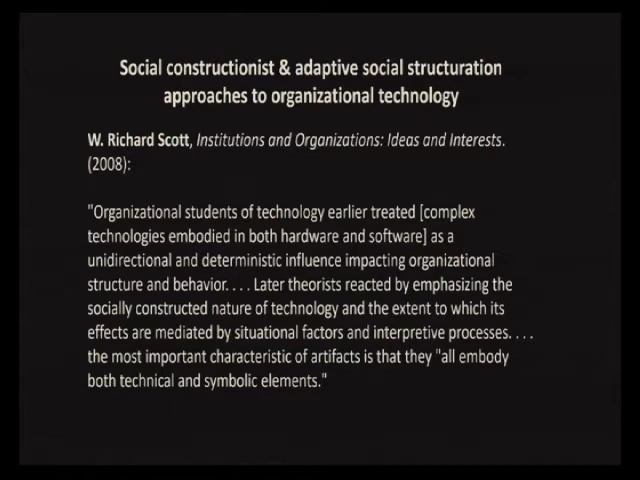 Social constructionist & adaptive social structuration
approaches to organizational technology
W. Richard Scott, Institutions and Organizations: Ideas and Interests.
(2008):
"Organizational students of technology earlier treated [complex
technologies embodied in both hardware and software] as a
unidirectional and deterministic influence impacting organizational
structure and behavior. . . . Later theorists reacted by emphasizing the
socially constructed nature of technology and the extent to which its
effects are mediated by situational factors and interpretive processes. . . .
the most important characteristic of artifacts is that they "all embody
both technical and symbolic elements."